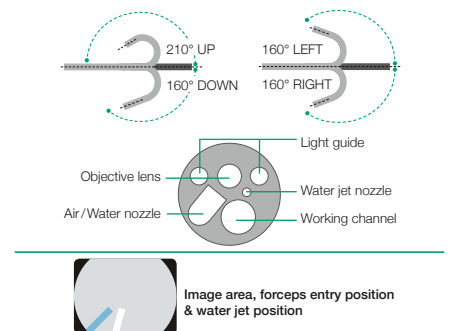 210° UP
160° DOWN
160° LEFT
160° RIGHT
Light guide
Objective lens
Water jet nozzle
Air/Water nozzle
Working channel
Image area, forceps entry position
& water jet position